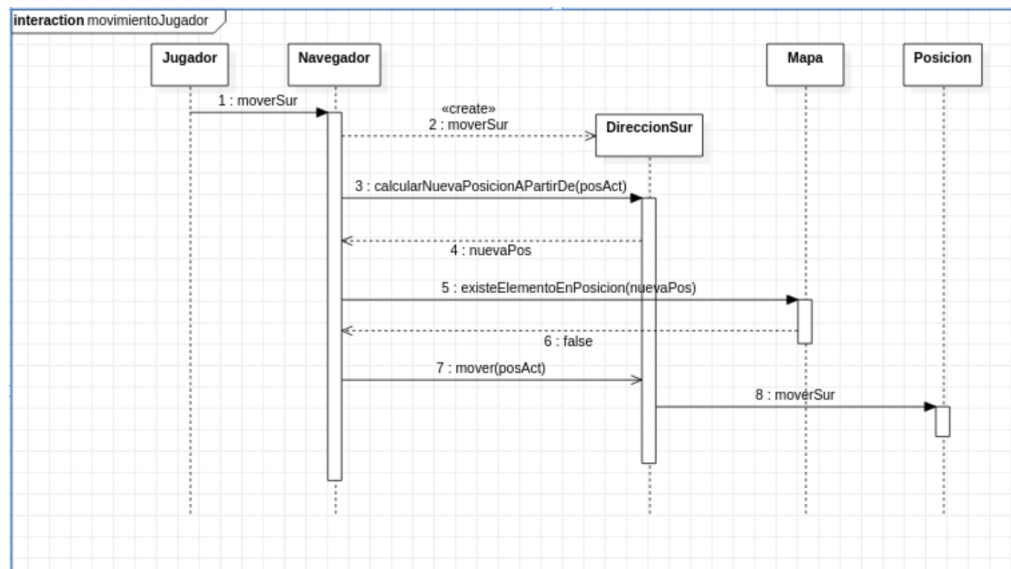 interaction movimientoJugador
Jugador
Navegador
Mapa
Posicion
1 : moverSur
«create»
2 : moverSur
DireccionSur
3 : calcularNuevaPosicionAPartirDe(posAct)
4 : nuevaPos
5 : existeElementoEnPosicion(nuevaPos)
6 : false
7 : mover(posAct)
8 : moverSur